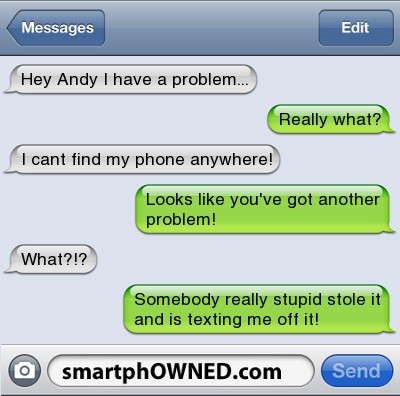 Messages
Edit
Hey Andy I have a problem...
Really what?
I cant find my phone anywhere!
Looks like you've got another
problem!
What?!?
Somebody really stupid stole it
and is texting me off it!
smartphOWNED.com
Send